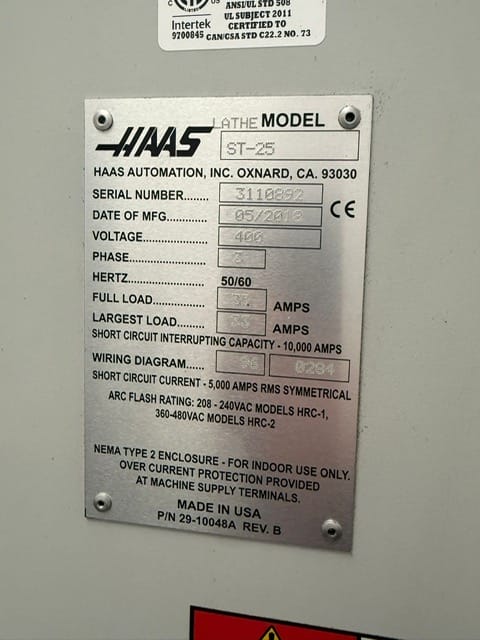 C US
ANSI/UL STD 508
UL SUBJECT 2011
Intertek CERTIFIED TO
9700845 CAN/CSA STD C22.2 NO. 73
HAAS LATHE MODEL
ST-25
HAAS AUTOMATION, INC. OXNARD, CA. 93030
SERIAL NUMBER....... 3110892
DATE OF MFG........... 05/2018 CE
VOLTAGE................. 400
PHASE..................... 3
HERTZ..................... 50/60
FULL LOAD.............. AMPS
LARGEST LOAD....... AMPS
SHORT CIRCUIT INTERRUPTING CAPACITY - 10,000 AMPS
WIRING DIAGRAM...... 96 0284
SHORT CIRCUIT CURRENT - 5,000 AMPS RMS SYMMETRICAL
ARC FLASH RATING: 208 - 240VAC MODELS HRC-1,
360-480VAC MODELS HRC-2
NEMA TYPE 2 ENCLOSURE - FOR INDOOR USE ONLY.
OVER CURRENT PROTECTION PROVIDED
AT MACHINE SUPPLY TERMINALS.
MADE IN USA
P/N 29-10048A REV. B